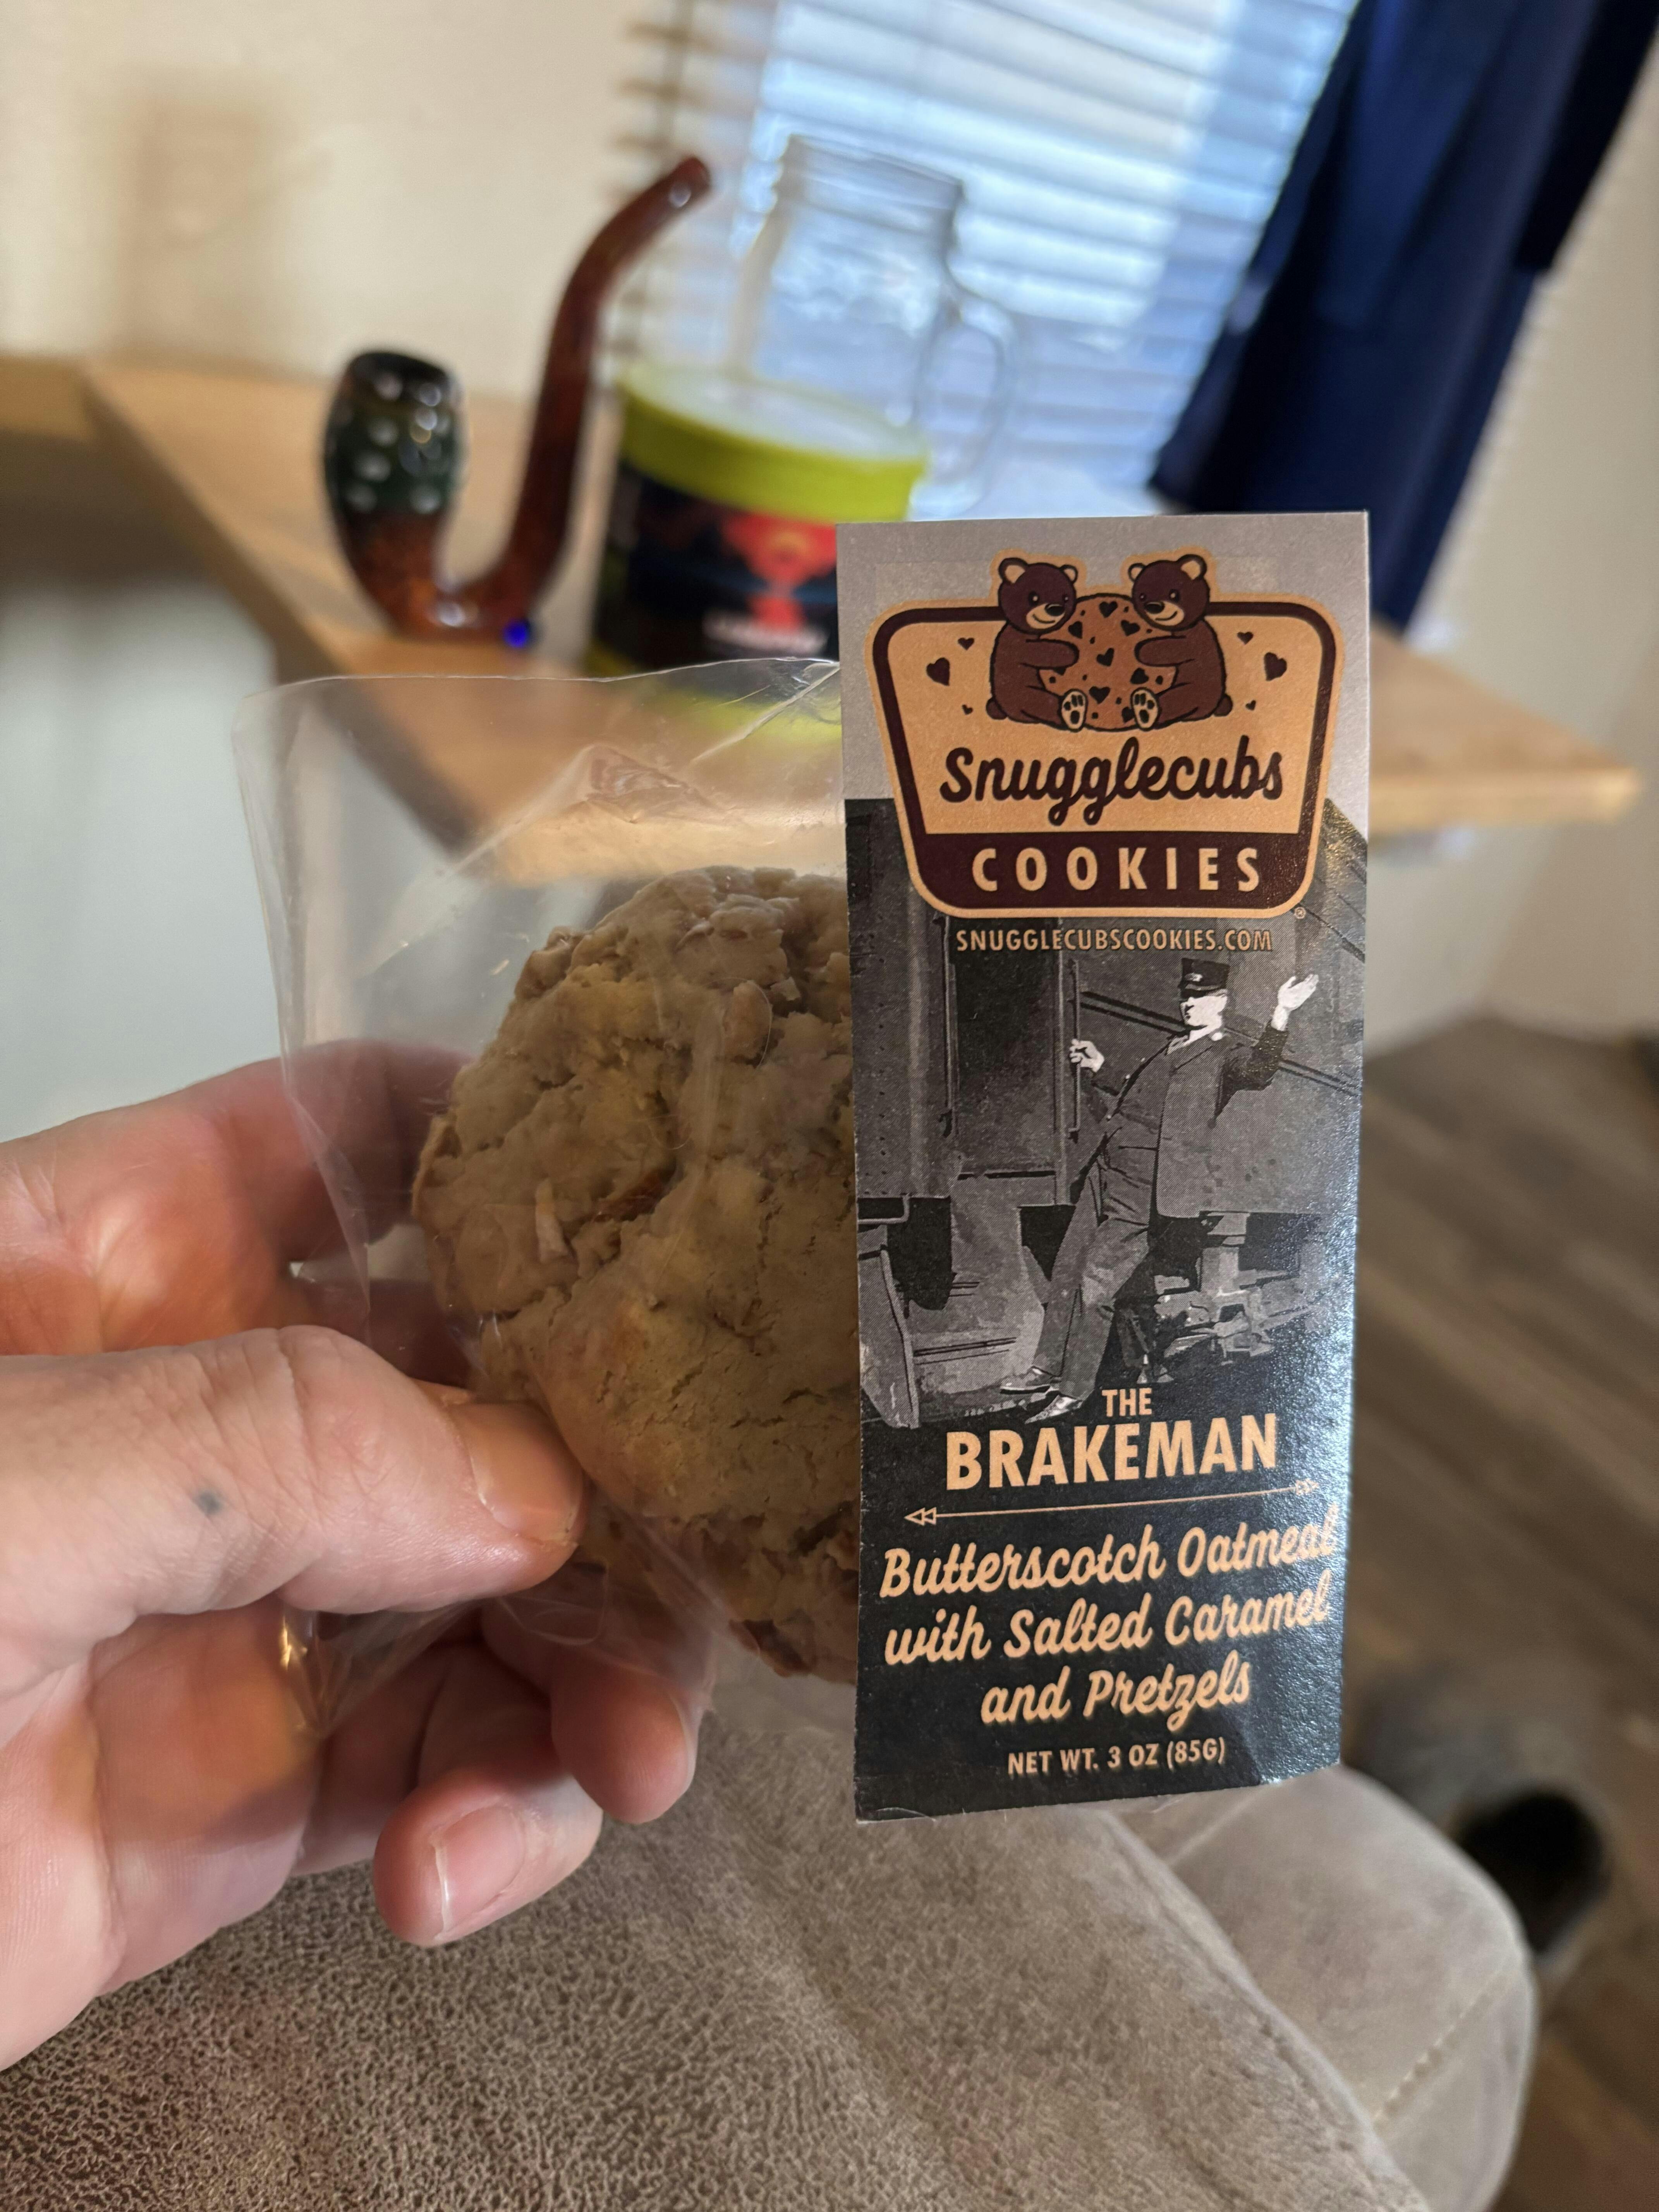 Snugglecubs
COOKIES
®
SNUGGLECUBSCOOKIES.COM
THE
BRAKEMAN
Butterscotch Oatmeal
with Salted Caramel
and Pretzels
NET WT. 3 OZ (85G)